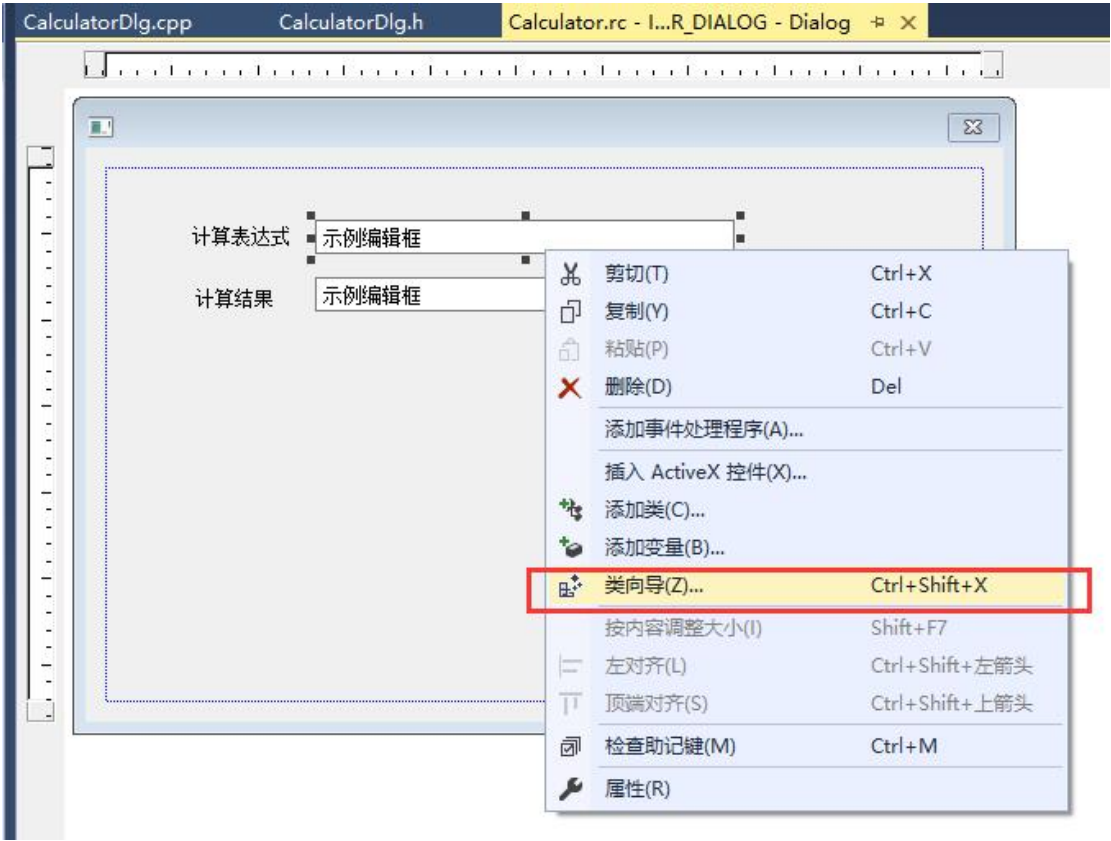 CalculatorDlg.cpp CalculatorDlg.h Calculator.rc - I...R_DIALOG - Dialog
计算表达式 示例编辑框
计算结果 示例编辑框
剪切(T) Ctrl+X
复制(Y) Ctrl+C
粘贴(P) Ctrl+V
删除(D) Del
添加事件处理程序(A)...
插入 ActiveX 控件(X)...
添加类(C)...
添加变量(B)...
类向导(Z)... Ctrl+Shift+X
按内容调整大小(I) Shift+F7
左对齐(L) Ctrl+Shift+左箭头
顶端对齐(S) Ctrl+Shift+上箭头
检查助记键(M) Ctrl+M
属性(R)